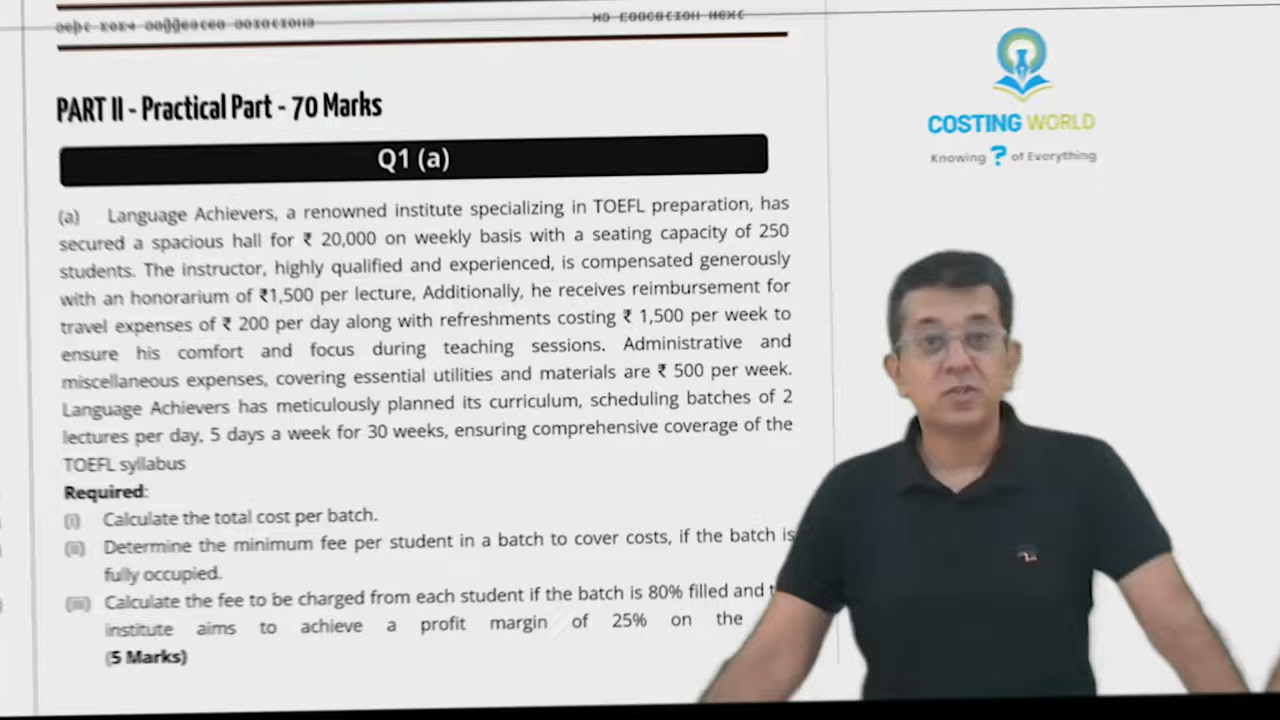 PART II - Practical Part - 70 Marks
Q1 (a)
(a) Language Achievers, a renowned institute specializing in TOEFL preparation, has
secured a spacious hall for ₹ 20,000 on weekly basis with a seating capacity of 250
students. The instructor, highly qualified and experienced, is compensated generously
with an honorarium of ₹1,500 per lecture, Additionally, he receives reimbursement for
travel expenses of ₹ 200 per day along with refreshments costing ₹ 1,500 per week to
ensure his comfort and focus during teaching sessions. Administrative and
miscellaneous expenses, covering essential utilities and materials are ₹ 500 per week.
Language Achievers has meticulously planned its curriculum, scheduling batches of 2
lectures per day, 5 days a week for 30 weeks, ensuring comprehensive coverage of the
TOEFL syllabus
Required:
(i) Calculate the total cost per batch.
(ii) Determine the minimum fee per student in a batch to cover costs, if the batch is
fully occupied.
(iii) Calculate the fee to be charged from each student if the batch is 80% filled and
institute aims to achieve a profit margin of 25% on the
(5 Marks)
COSTING WORLD
Knowing ? of Everything